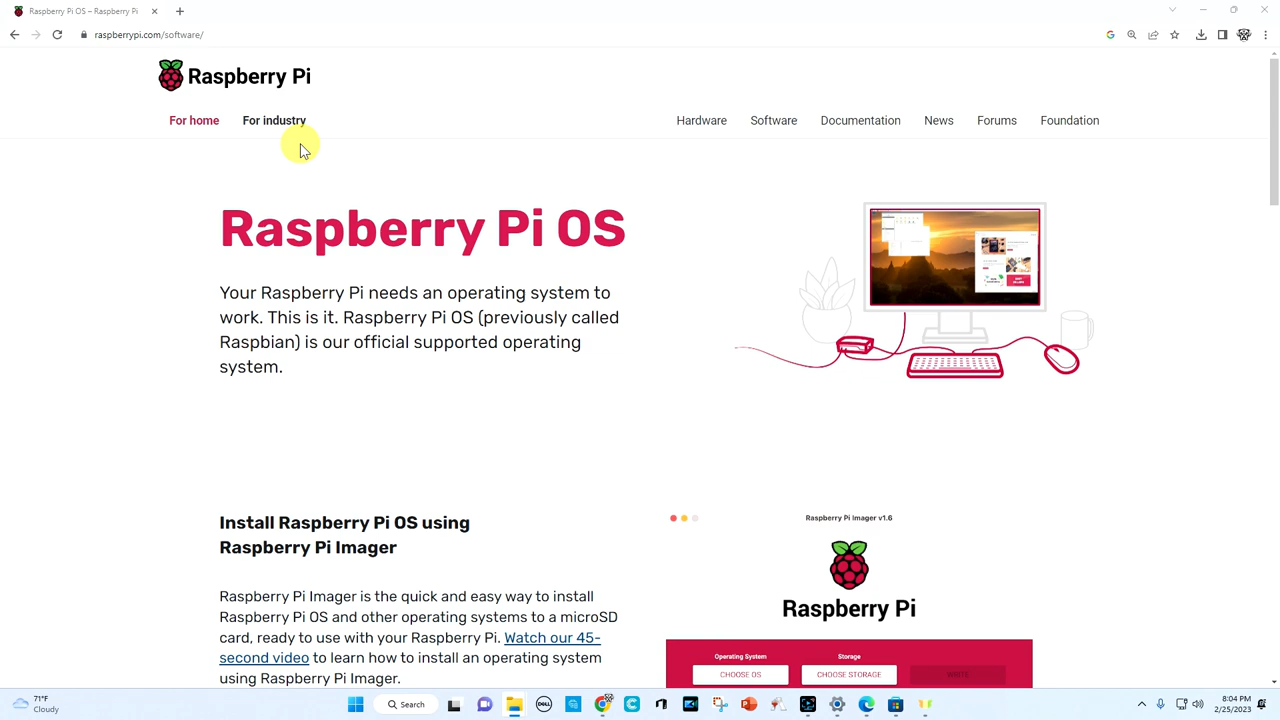 Raspberry Pi OS – Raspberry Pi
raspberrypi.com/software/
Raspberry Pi
For home
For industry
Hardware
Software
Documentation
News
Forums
Foundation
Raspberry Pi OS
Your Raspberry Pi needs an operating system to
work. This is it. Raspberry Pi OS (previously called
Raspbian) is our official supported operating
system.
Install Raspberry Pi OS using
Raspberry Pi Imager
Raspberry Pi Imager is the quick and easy way to install
Raspberry Pi OS and other operating systems to a microSD
card, ready to use with your Raspberry Pi. Watch our 45-
second video to learn how to install an operating system
using Raspberry Pi Imager.
Raspberry Pi Imager v1.6
Raspberry Pi
Operating System
Storage
CHOOSE OS
CHOOSE STORAGE
WRITE
71°F
Cloudy
Search
DELL
8:04 PM
2/25/2023